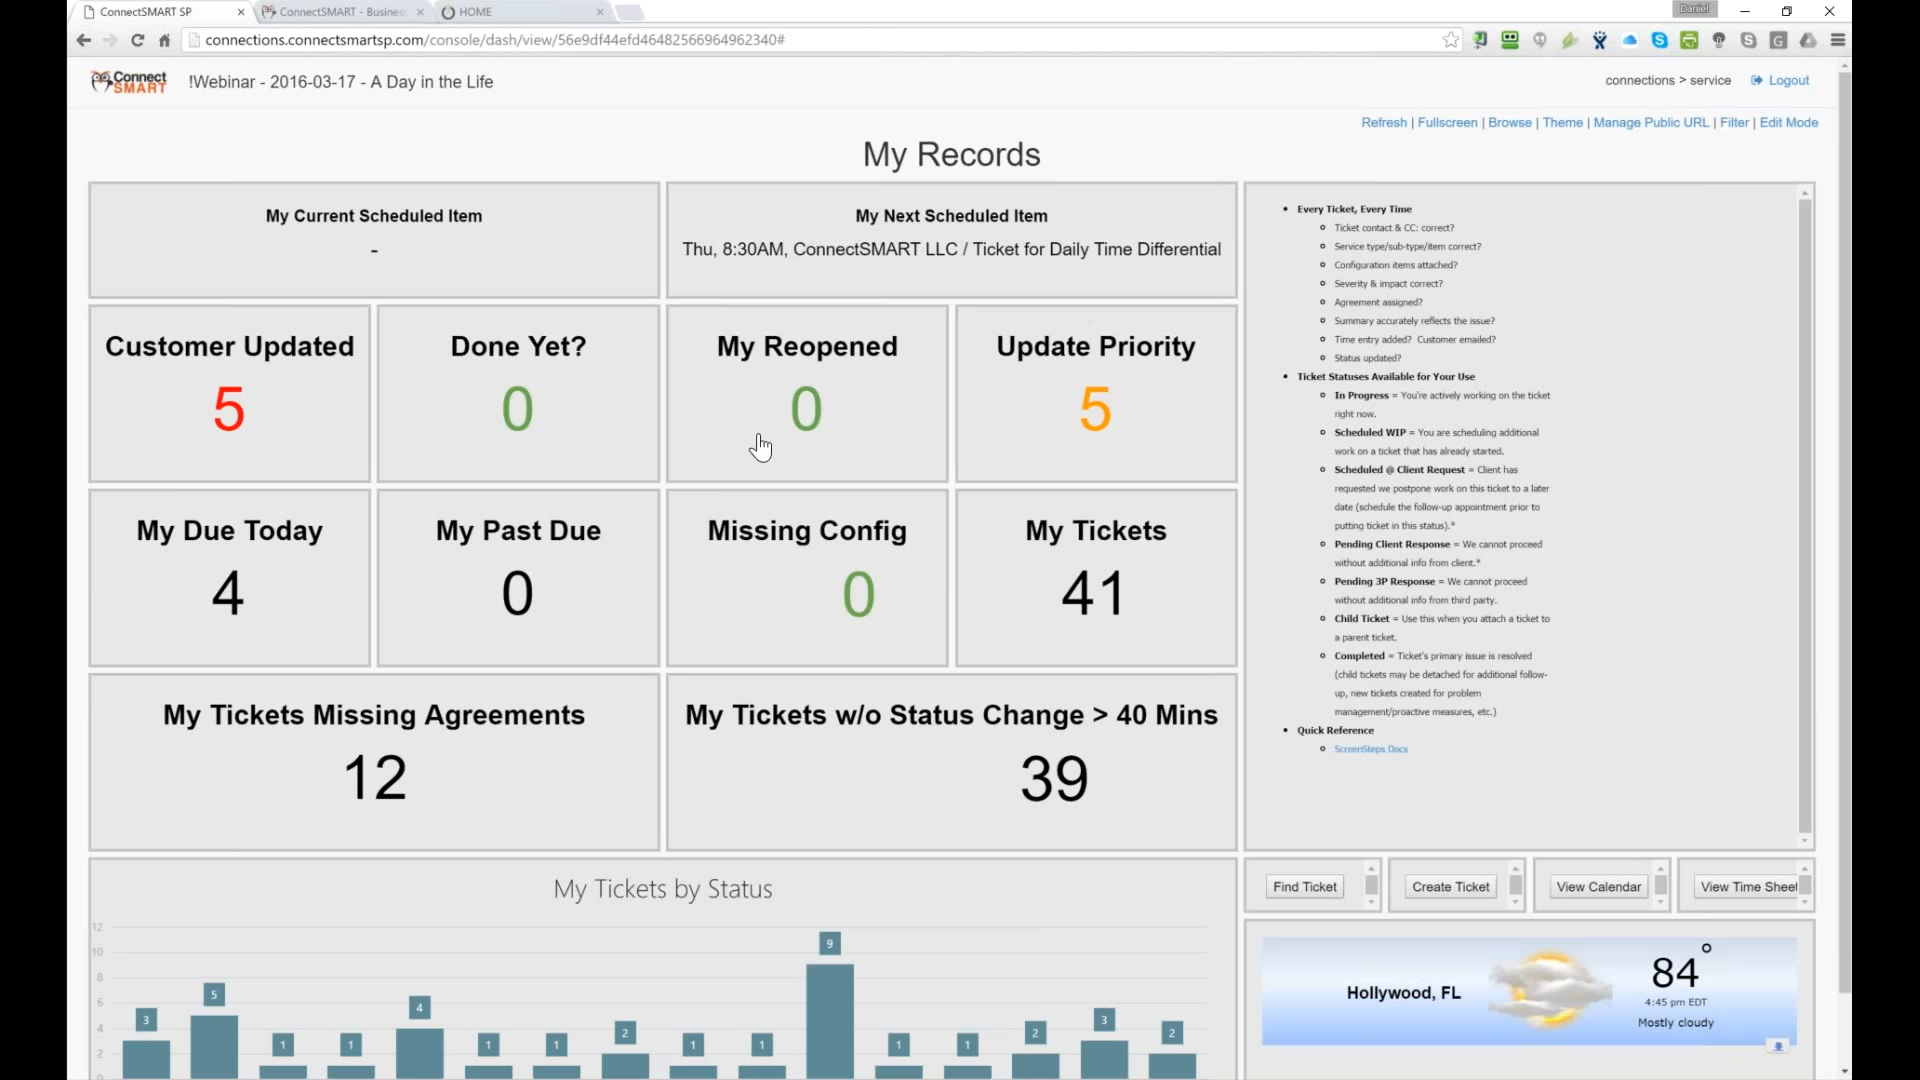 ConnectSMART SP
ConnectSMART - Busines
HOME
Daniel
connections.connectsmartsp.com/console/dash/view/56e9df44efd46482566964962340#
Connect
SMART
!Webinar - 2016-03-17 - A Day in the Life
connections > service
Logout
Refresh | Fullscreen | Browse | Theme | Manage Public URL | Filter | Edit Mode
My Records
My Current Scheduled Item
-
My Next Scheduled Item
Thu, 8:30AM, ConnectSMART LLC / Ticket for Daily Time Differential
Customer Updated
5
Done Yet?
0
My Reopened
0
Update Priority
5
My Due Today
4
My Past Due
0
Missing Config
0
My Tickets
41
My Tickets Missing Agreements
12
My Tickets w/o Status Change > 40 Mins
39
Every Ticket, Every Time
Ticket contact & CC: correct?
Service type/sub-type/item correct?
Configuration items attached?
Severity & impact correct?
Agreement assigned?
Summary accurately reflects the issue?
Time entry added? Customer emailed?
Status updated?
Ticket Statuses Available for Your Use
In Progress = You're actively working on the ticket
right now.
Scheduled WIP = You are scheduling additional
work on a ticket that has already started.
Scheduled @ Client Request = Client has
requested we postpone work on this ticket to a later
date (schedule the follow-up appointment prior to
putting ticket in this status).*
Pending Client Response = We cannot proceed
without additional info from client.*
Pending 3P Response = We cannot proceed
without additional info from third party.
Child Ticket = Use this when you attach a ticket to
a parent ticket.
Completed = Ticket's primary issue is resolved
(child tickets may be detached for additional follow-
up, new tickets created for problem
management/proactive measures, etc.)
Quick Reference
ScreenSteps Docs
My Tickets by Status
12
10
8
6
4
2
0
3
5
1
1
4
1
1
2
1
1
9
1
1
2
3
2
Find Ticket
Create Ticket
View Calendar
View Time Sheet
Hollywood, FL
84°
4:45 pm EDT
Mostly cloudy